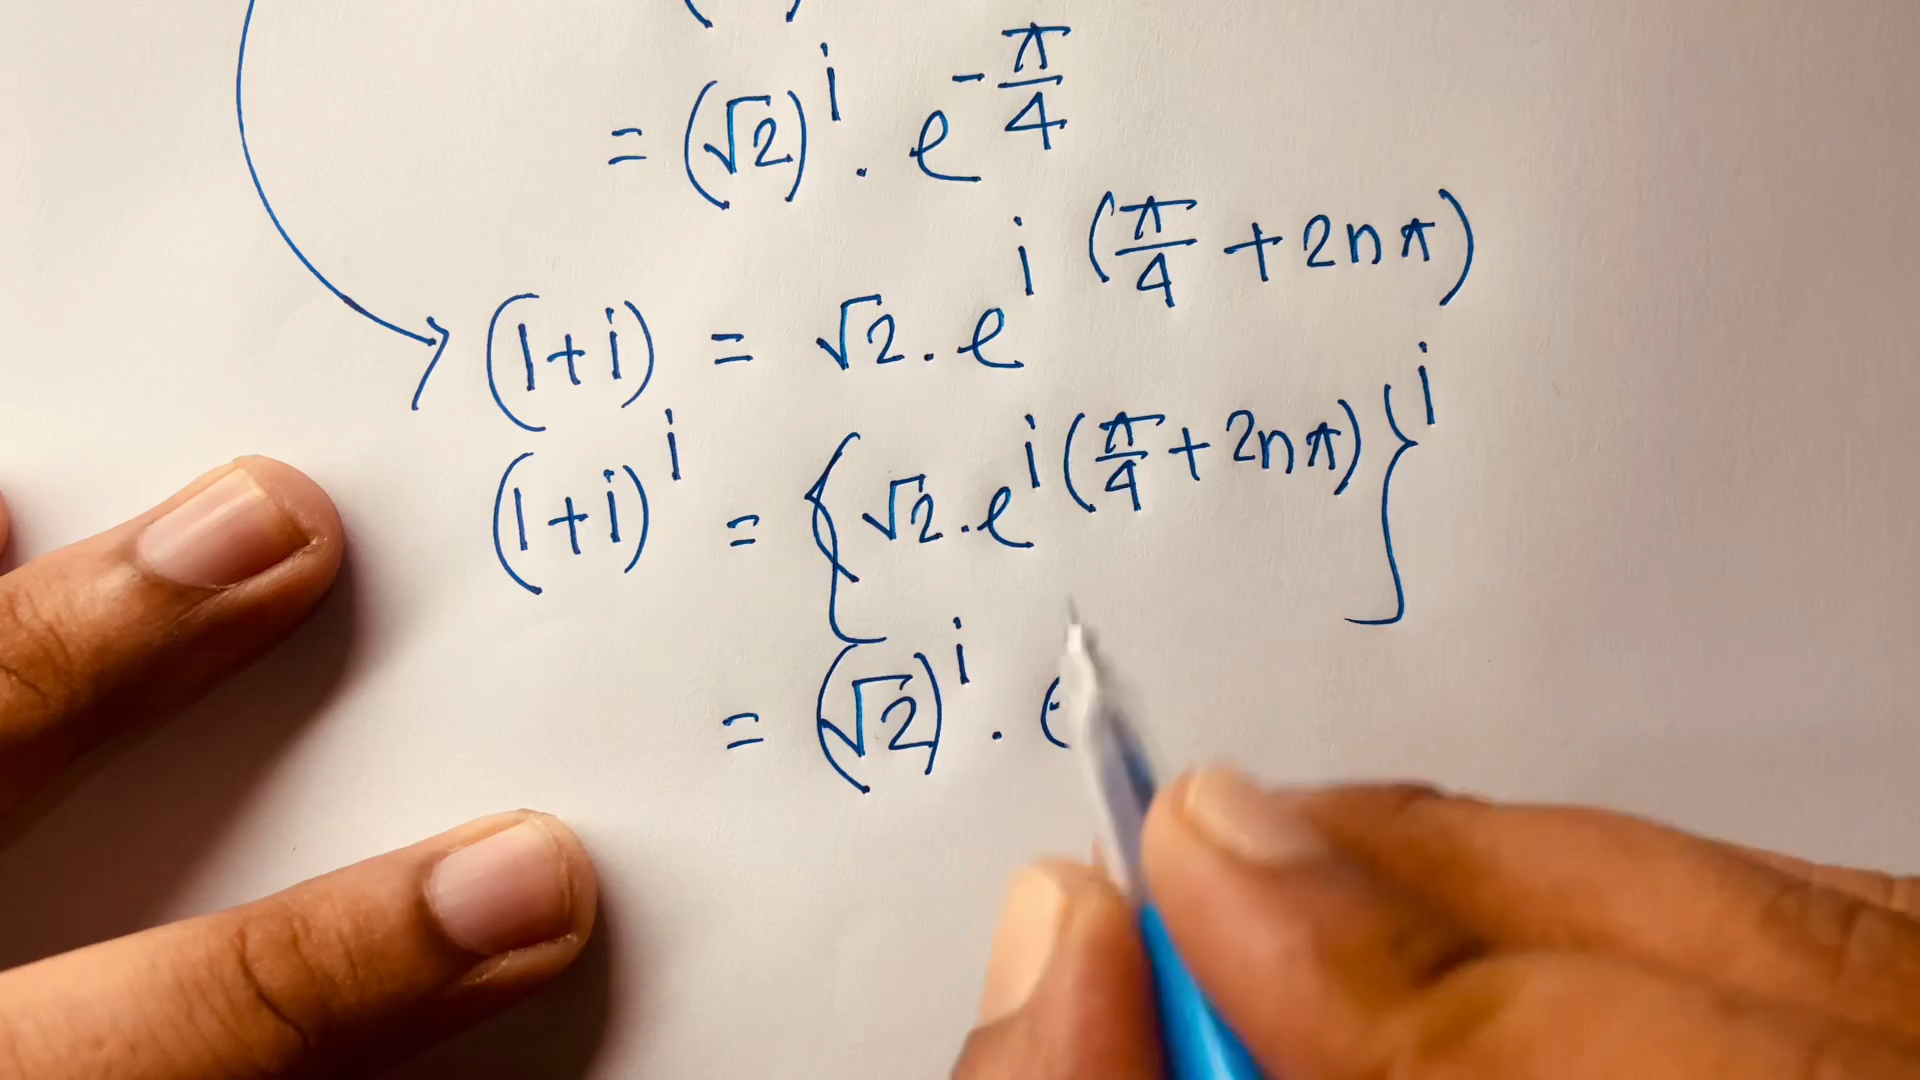 = (√2)^i . e^(-π/4)
(1+i) = √2 . e^(i(π/4 + 2nπ))
(1+i)^i = {√2 . e^(i(π/4 + 2nπ))}^i
= (√2)^i .